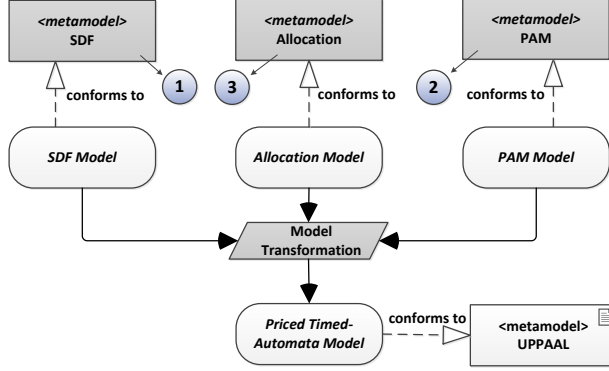 <metamodel>
SDF
<metamodel>
Allocation
<metamodel>
PAM
1
3
2
conforms to
conforms to
conforms to
SDF Model
Allocation Model
PAM Model
Model
Transformation
Priced Timed-
Automata Model
conforms to
<metamodel>
UPPAAL